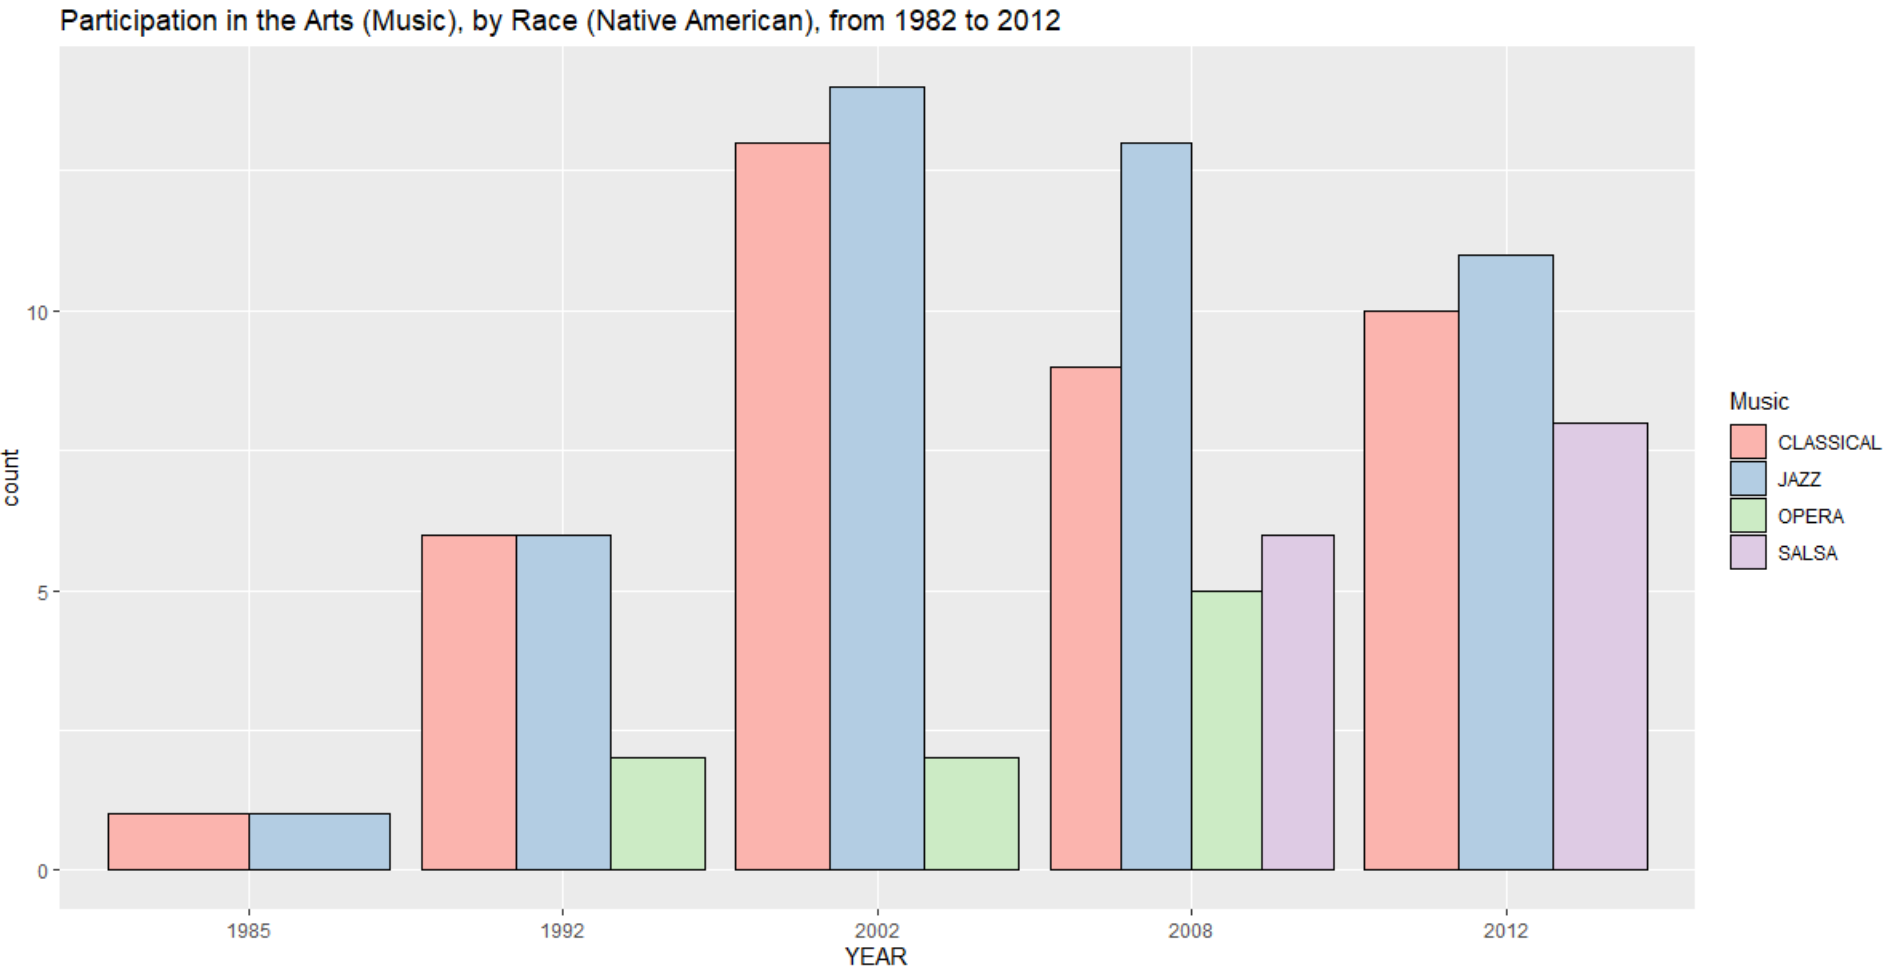 Participation in the Arts (Music), by Race (Native American), from 1982 to 2012
count
10
5
0
1985
1992
2002
2008
2012
YEAR
Music
CLASSICAL
JAZZ
OPERA
SALSA